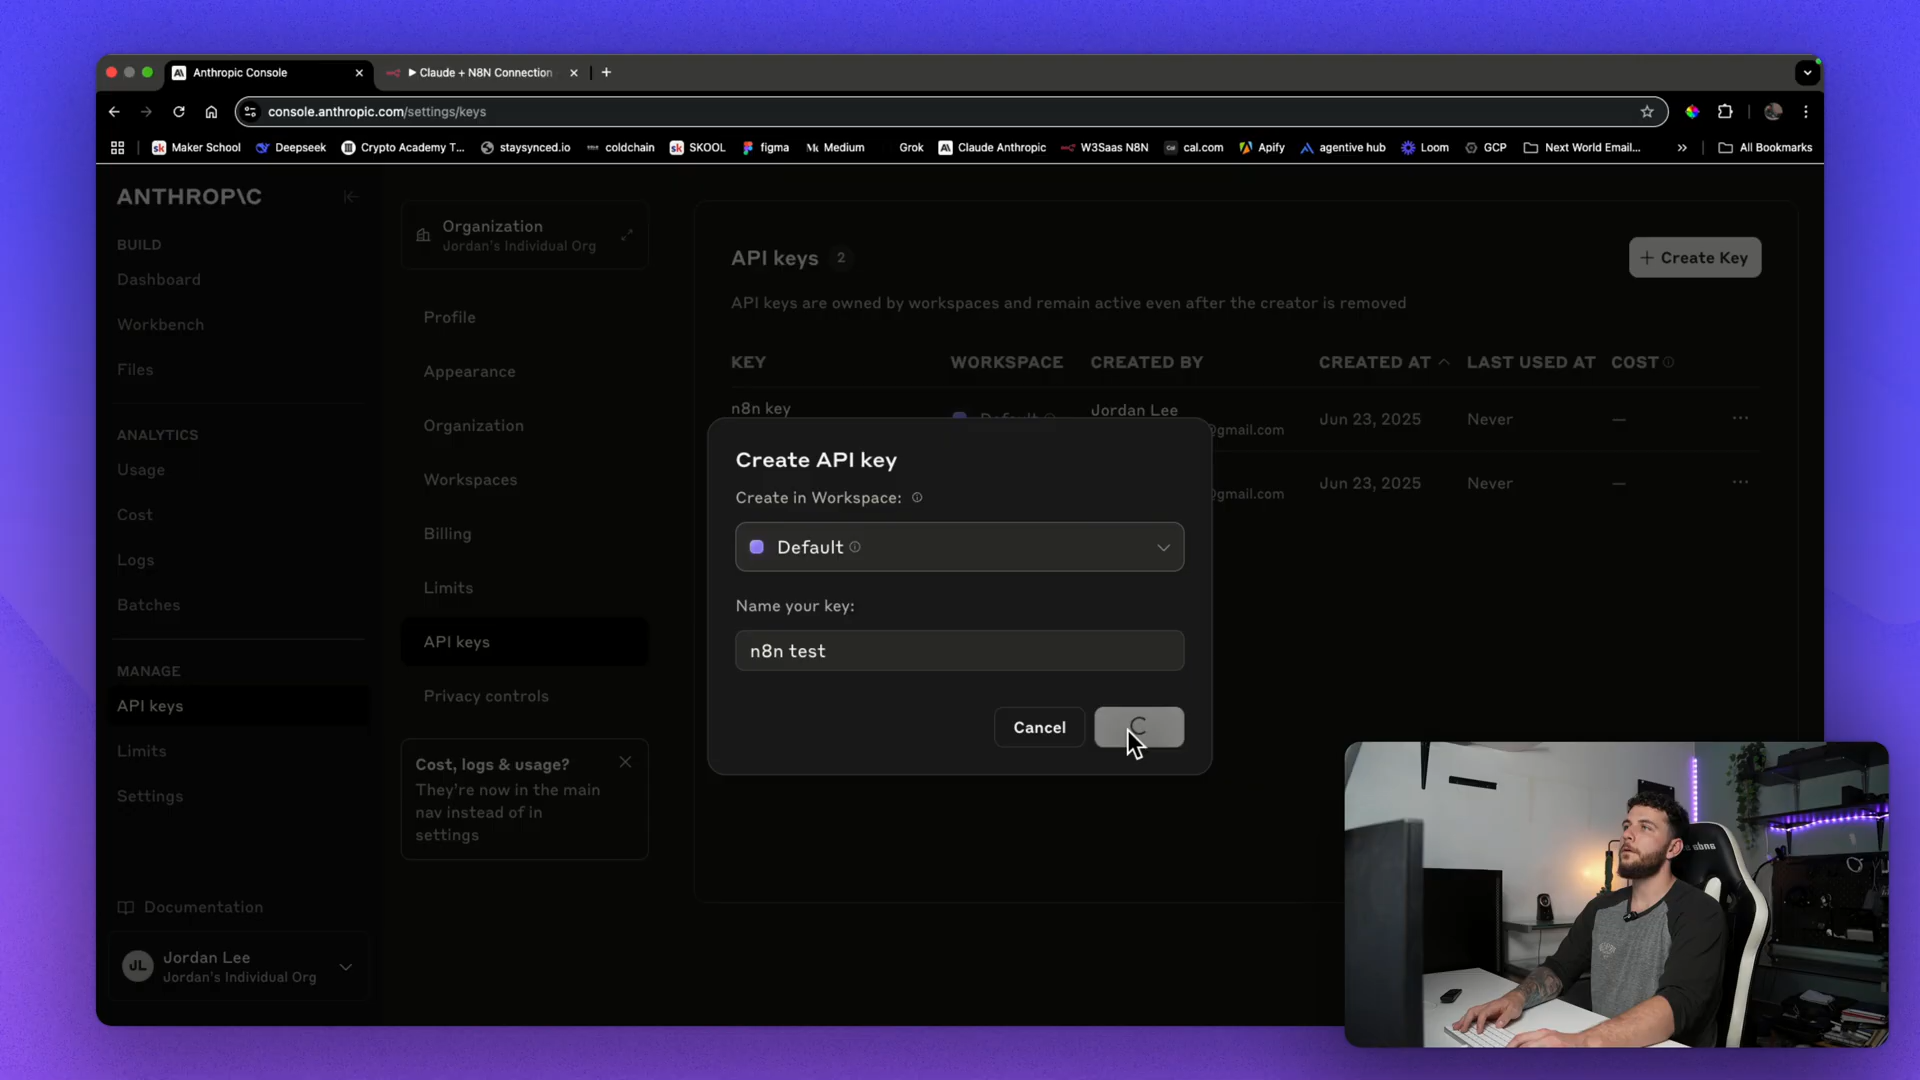 Anthropic Console
Claude + N8N Connection
console.anthropic.com/settings/keys
Maker School
Deepseek
Crypto Academy T...
staysynced.io
coldchain
SKOOL
figma
Medium
Grok
Claude Anthropic
W3Saas N8N
cal.com
Apify
agentive hub
Loom
GCP
Next World Email...
»
All Bookmarks
ANTHROP\C
BUILD
Dashboard
Workbench
Files
ANALYTICS
Usage
Cost
Logs
Batches
MANAGE
API keys
Limits
Settings
Documentation
JL
Jordan Lee
Jordan's Individual Org
Organization
Jordan's Individual Org
Profile
Appearance
Organization
Workspaces
Billing
Limits
API keys
Privacy controls
Cost, logs & usage?
They're now in the main
nav instead of in
settings
API keys 2
+ Create Key
API keys are owned by workspaces and remain active even after the creator is removed
KEY WORKSPACE CREATED BY CREATED AT LAST USED AT COST
n8n key Default Jordan Lee Jun 23, 2025 Never —
@gmail.com
@gmail.com Jun 23, 2025 Never —
Create API key
Create in Workspace:
Default
Name your key:
n8n test
Cancel